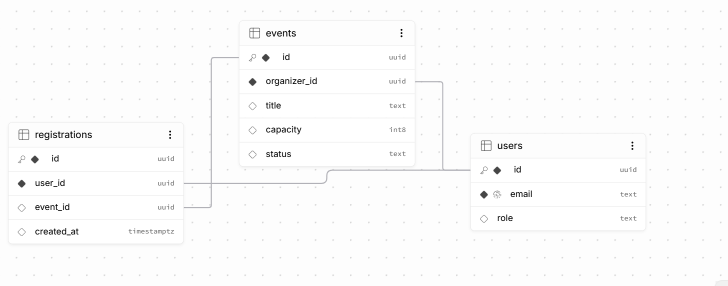 events
id uuid
organizer_id uuid
title text
capacity int8
status text
registrations
id uuid
user_id uuid
event_id uuid
created_at timestamptz
users
id uuid
email text
role text